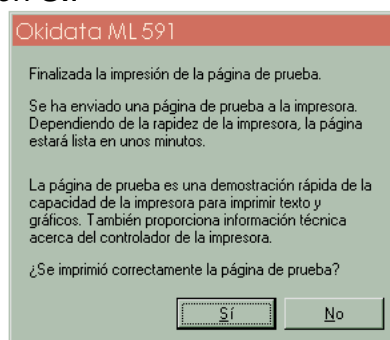 Okidata ML 591
Finalizada la impresión de la página de prueba.
Se ha enviado una página de prueba a la impresora.
Dependiendo de la rapidez de la impresora, la página
estará lista en unos minutos.
La página de prueba es una demostración rápida de la
capacidad de la impresora para imprimir texto y
gráficos. También proporciona información técnica
acerca del controlador de la impresora.
¿Se imprimió correctamente la página de prueba?
Sí No